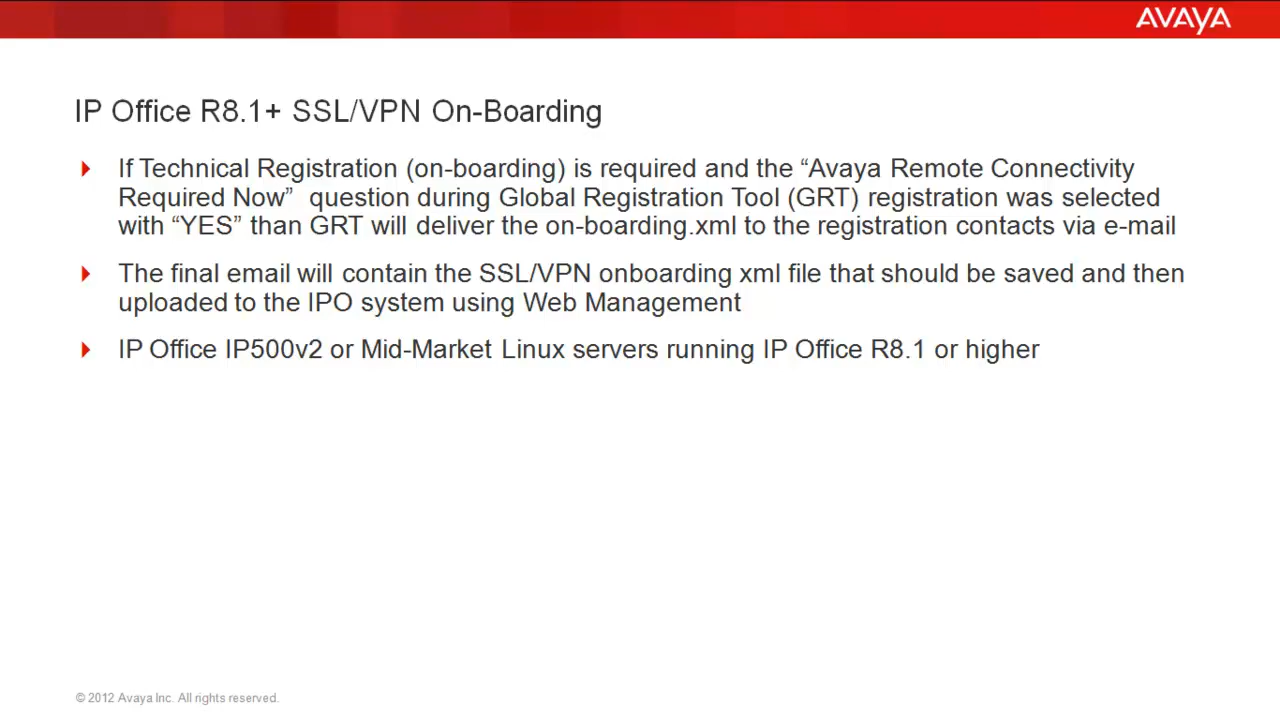 AVAYA
IP Office R8.1+ SSL/VPN On-Boarding
If Technical Registration (on-boarding) is required and the “Avaya Remote Connectivity
Required Now”  question during Global Registration Tool (GRT) registration was selected
with “YES” than GRT will deliver the on-boarding.xml to the registration contacts via e-mail
The final email will contain the SSL/VPN onboarding xml file that should be saved and then
uploaded to the IPO system using Web Management
IP Office IP500v2 or Mid-Market Linux servers running IP Office R8.1 or higher
© 2012 Avaya Inc. All rights reserved.